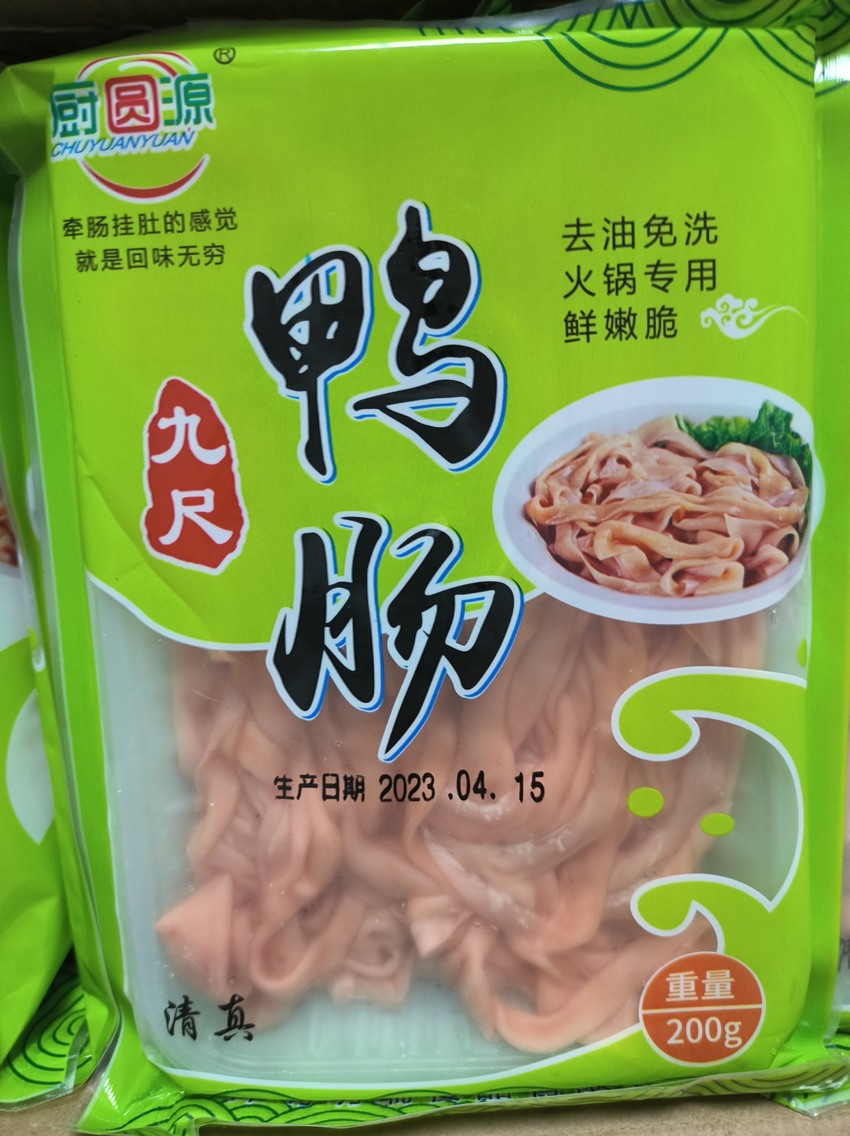 厨圆源®
CHUYUANYUAN
牵肠挂肚的感觉
就是回味无穷
去油免洗
火锅专用
鲜嫩脆
鸭肠
九尺
生产日期 2023 .04. 15
清真
重量
200g